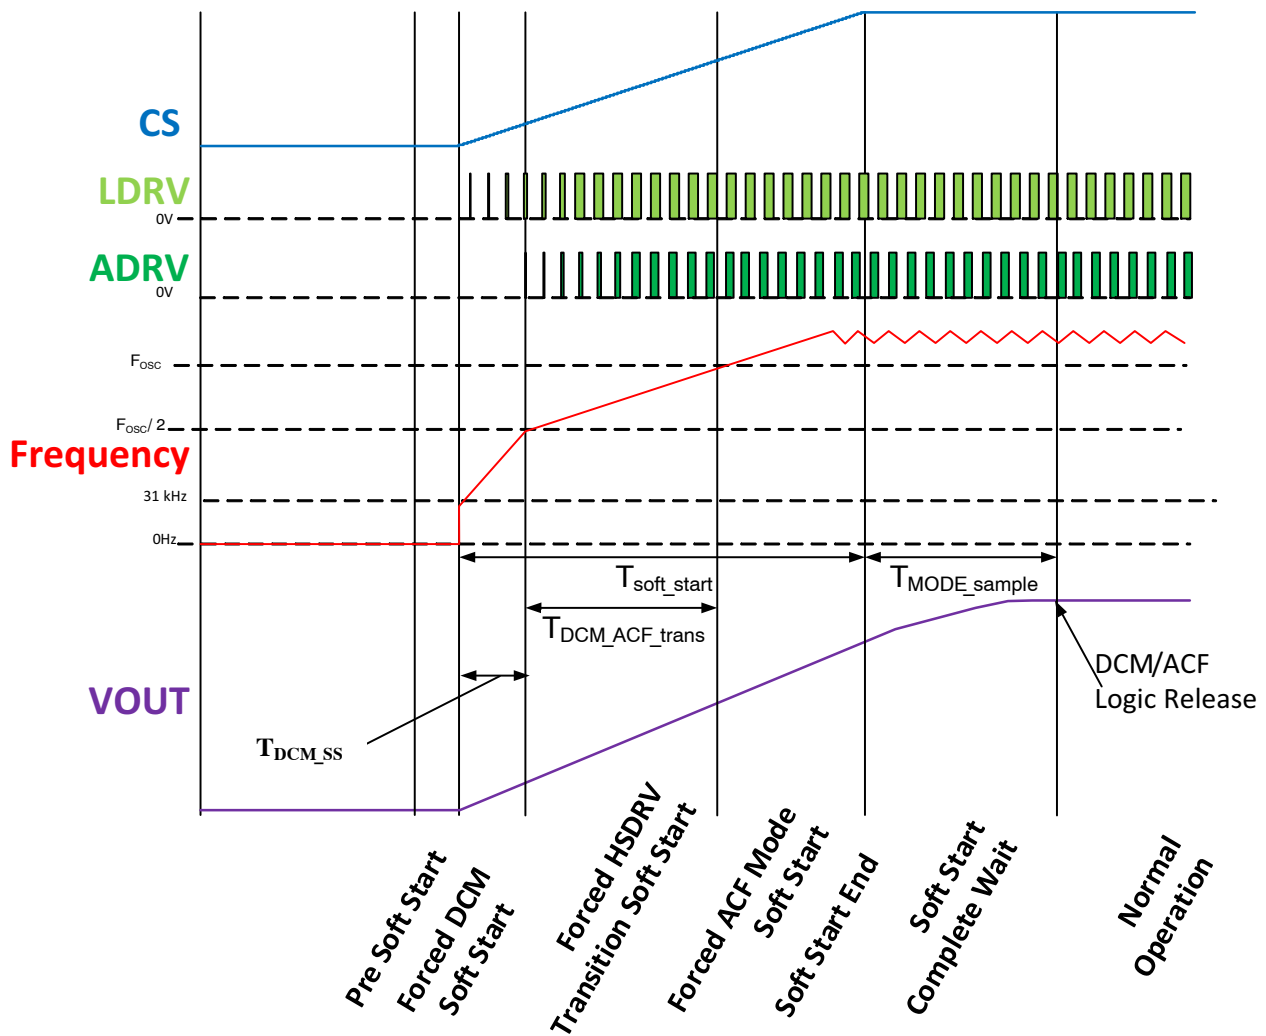 CS
LDRV
0V
ADRV
0V
FOSC
FOSC/ 2
Frequency
31 kHz
0Hz
Tsoft_start
TMODE_sample
TDCM_ACF_trans
DCM/ACF
Logic Release
VOUT
TDCM_SS
Pre Soft Start
Forced DCM
Soft Start
Forced HSDRV
Transition Soft Start
Forced ACF Mode
Soft Start
Soft Start End
Soft Start
Complete Wait
Normal
Operation